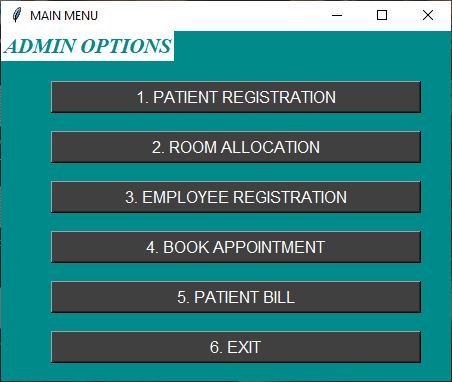 MAIN MENU
ADMIN OPTIONS
1. PATIENT REGISTRATION
2. ROOM ALLOCATION
3. EMPLOYEE REGISTRATION
4. BOOK APPOINTMENT
5. PATIENT BILL
6. EXIT